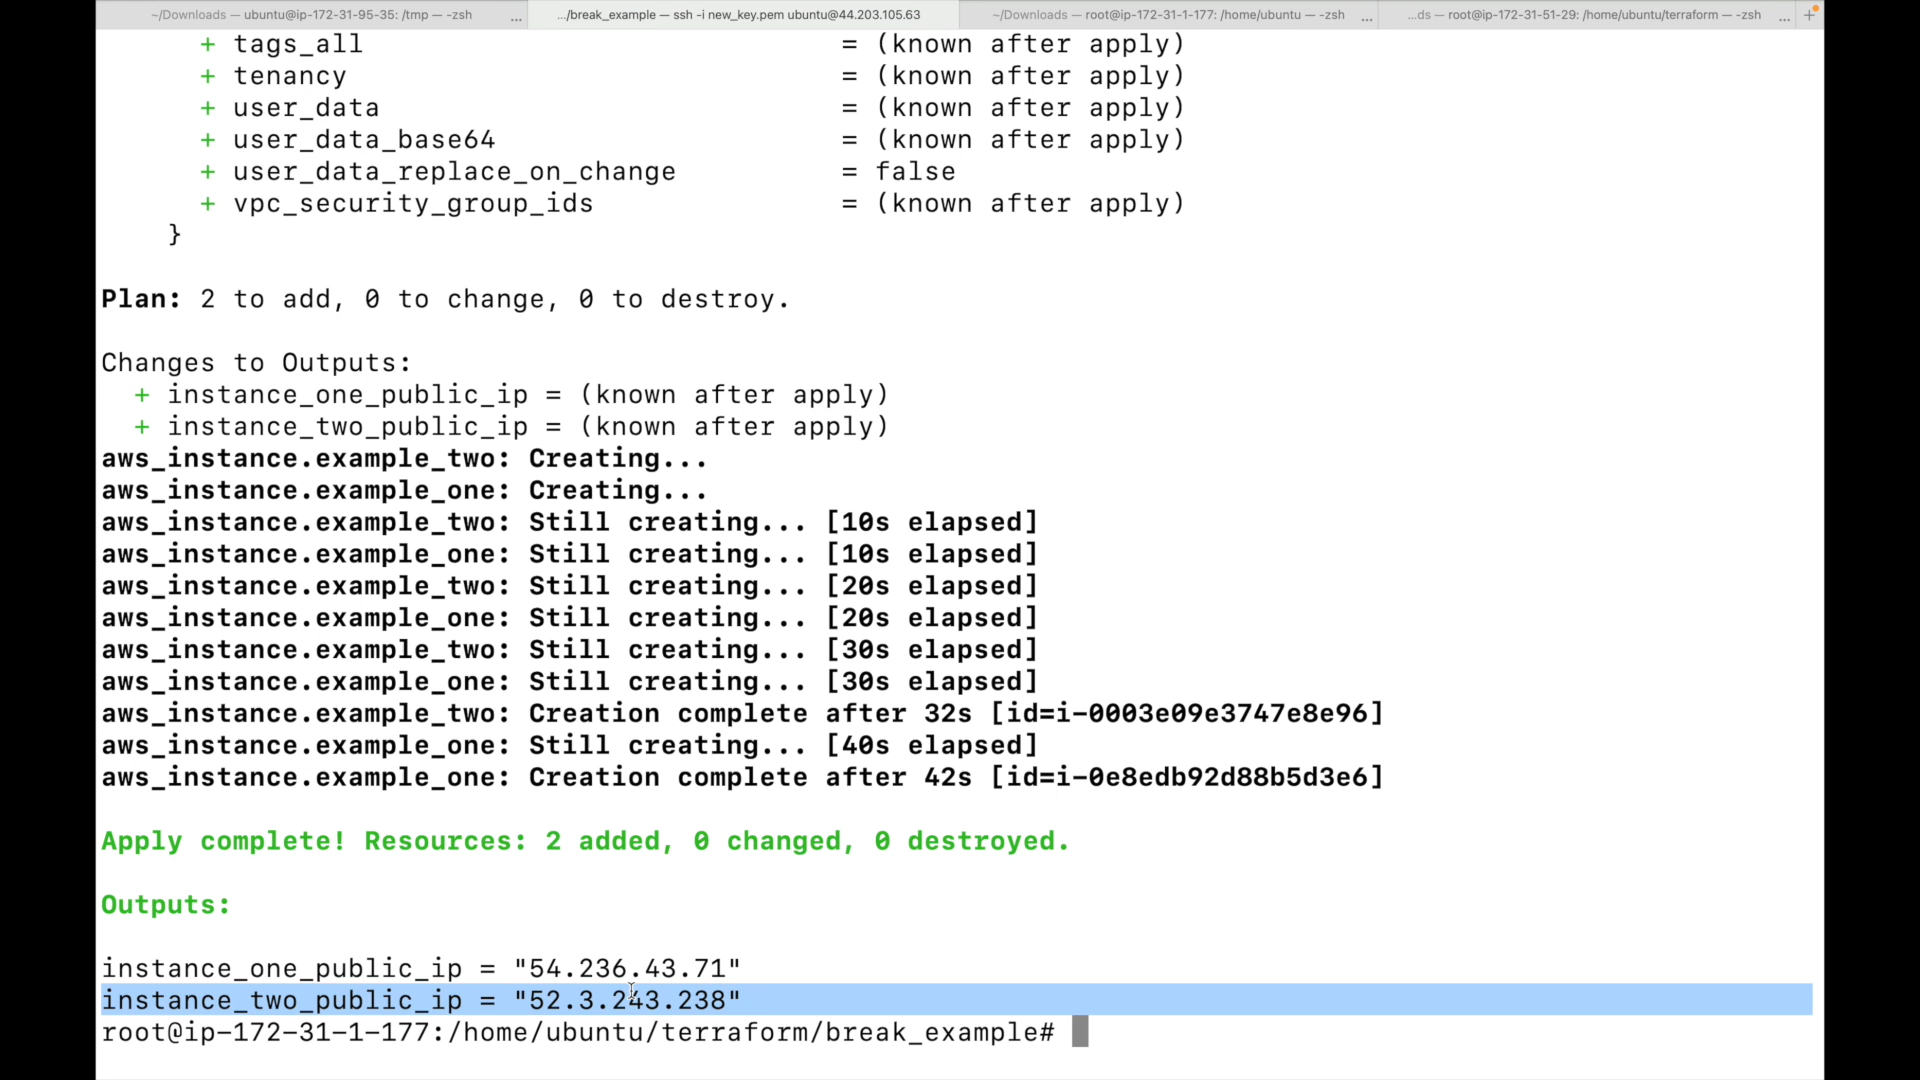 ~/Downloads — ubuntu@ip-172-31-95-35: /tmp — -zsh ... .../break_example — ssh -i new_key.pem ubuntu@44.203.105.63 ~/Downloads — root@ip-172-31-1-177: /home/ubuntu — -zsh ... ...ds — root@ip-172-31-51-29: /home/ubuntu/terraform — -zsh ... +
+ tags_all = (known after apply)
+ tenancy = (known after apply)
+ user_data = (known after apply)
+ user_data_base64 = (known after apply)
+ user_data_replace_on_change = false
+ vpc_security_group_ids = (known after apply)
}
Plan: 2 to add, 0 to change, 0 to destroy.
Changes to Outputs:
+ instance_one_public_ip = (known after apply)
+ instance_two_public_ip = (known after apply)
aws_instance.example_two: Creating...
aws_instance.example_one: Creating...
aws_instance.example_two: Still creating... [10s elapsed]
aws_instance.example_one: Still creating... [10s elapsed]
aws_instance.example_two: Still creating... [20s elapsed]
aws_instance.example_one: Still creating... [20s elapsed]
aws_instance.example_two: Still creating... [30s elapsed]
aws_instance.example_one: Still creating... [30s elapsed]
aws_instance.example_two: Creation complete after 32s [id=i-0003e09e3747e8e96]
aws_instance.example_one: Still creating... [40s elapsed]
aws_instance.example_one: Creation complete after 42s [id=i-0e8edb92d88b5d3e6]
Apply complete! Resources: 2 added, 0 changed, 0 destroyed.
Outputs:
instance_one_public_ip = "54.236.43.71"
instance_two_public_ip = "52.3.243.238"
root@ip-172-31-1-177:/home/ubuntu/terraform/break_example#